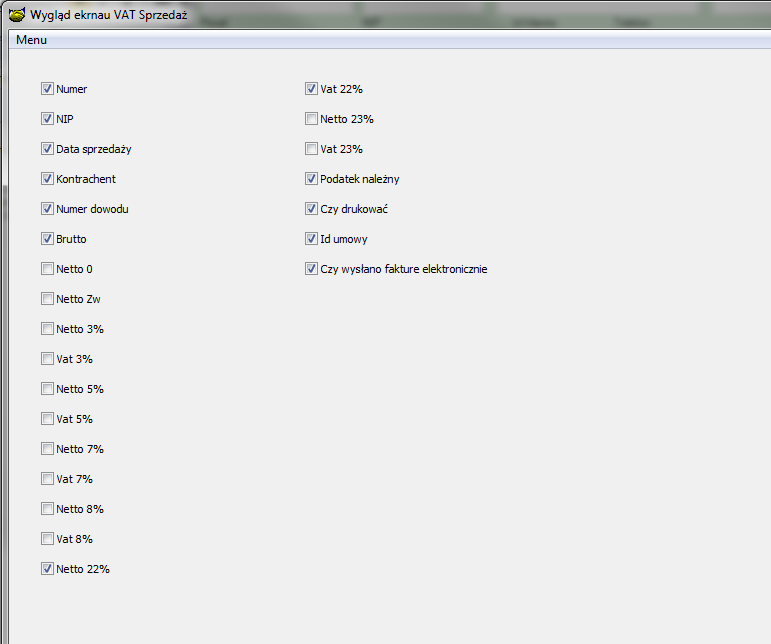 Wygląd ekrnau VAT Sprzedaż
Menu
Numer
NIP
Data sprzedaży
Kontrachent
Numer dowodu
Brutto
Netto 0
Netto Zw
Netto 3%
Vat 3%
Netto 5%
Vat 5%
Netto 7%
Vat 7%
Netto 8%
Vat 8%
Netto 22%
Vat 22%
Netto 23%
Vat 23%
Podatek należny
Czy drukować
Id umowy
Czy wysłano fakture elektronicznie